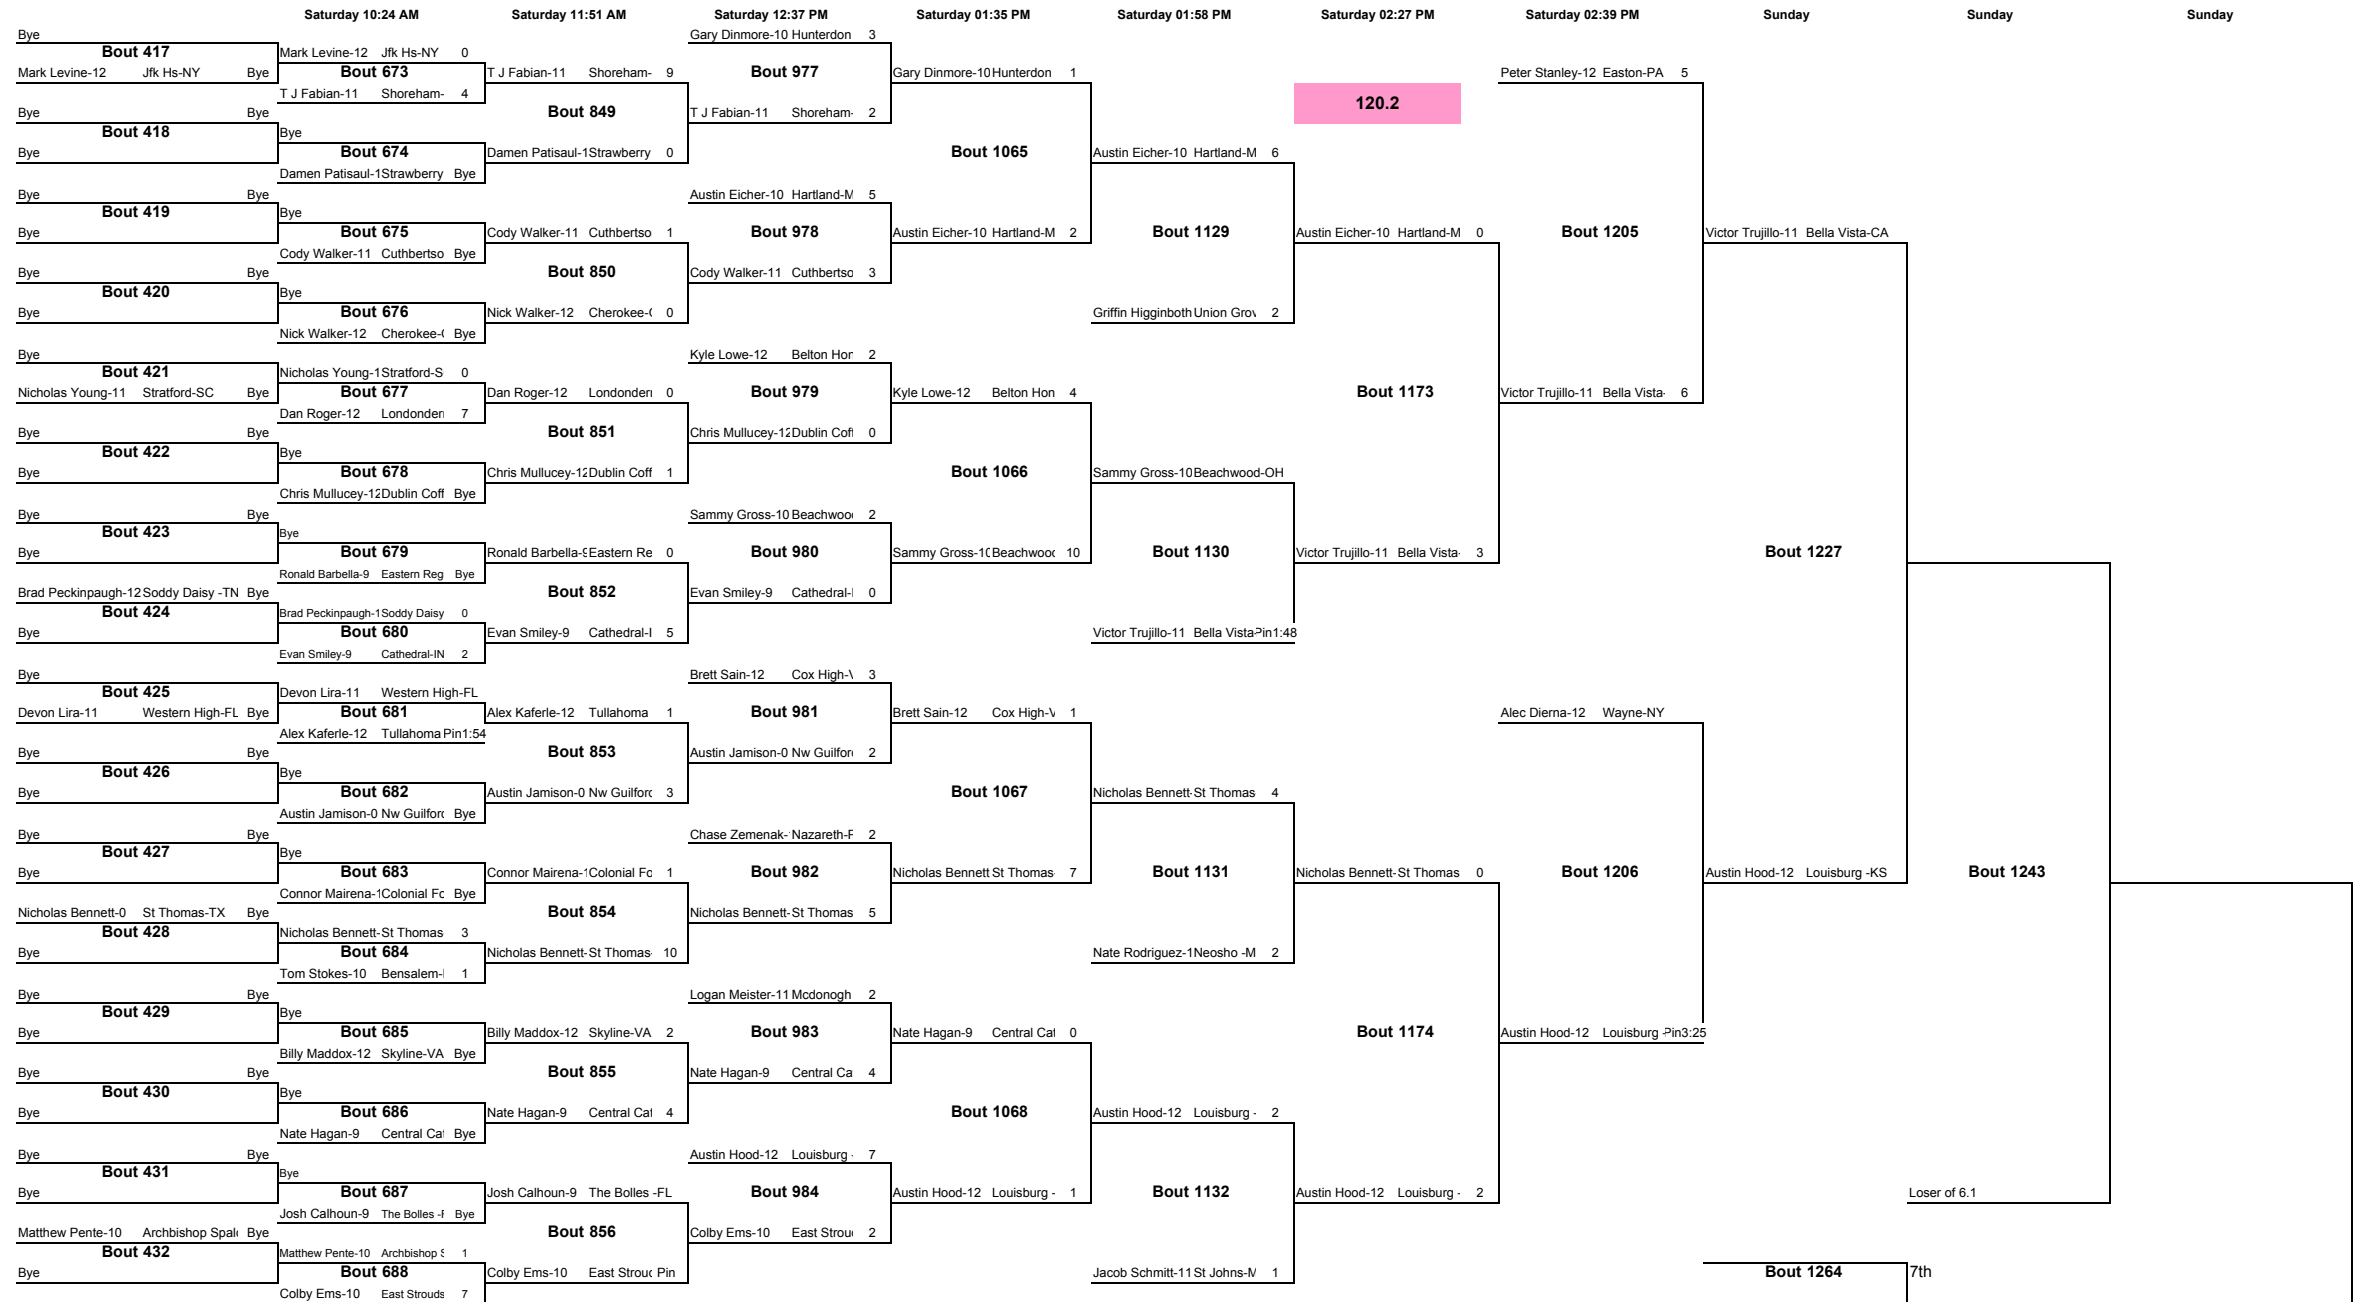 Saturday 10:24 AM Saturday 11:51 AM Saturday 12:37 PM Saturday 01:35 PM Saturday 01:58 PM Saturday 02:27 PM Saturday 02:39 PM Sunday Sunday Sunday
Bye Gary Dinmore-10 Hunterdon 3
Bout 417 Mark Levine-12 Jfk Hs-NY 0
Mark Levine-12 Jfk Hs-NY Bye Bout 673 T J Fabian-11 Shoreham- 9 Bout 977 Gary Dinmore-10 Hunterdon 1 Peter Stanley-12 Easton-PA 5
T J Fabian-11 Shoreham- 4 120.2
Bye Bye Bout 849 T J Fabian-11 Shoreham- 2
Bout 418 Bye
Bye Bout 674 Damen Patisaul-1 Strawberry 0 Bout 1065 Austin Eicher-10 Hartland-M 6
Damen Patisaul-1 Strawberry Bye
Bye Bye Austin Eicher-10 Hartland-M 5
Bout 419 Bye
Bye Bout 675 Cody Walker-11 Cuthbertso 1 Bout 978 Austin Eicher-10 Hartland-M 2 Bout 1129 Austin Eicher-10 Hartland-M 0 Bout 1205 Victor Trujillo-11 Bella Vista-CA
Cody Walker-11 Cuthbertso Bye
Bye Bye Bout 850 Cody Walker-11 Cuthbertso 3
Bout 420 Bye
Bye Bout 676 Nick Walker-12 Cherokee-( 0 Griffin Higginboth Union Grov 2
Nick Walker-12 Cherokee-( Bye
Bye Kyle Lowe-12 Belton Hon 2
Bout 421 Nicholas Young-1 Stratford-S 0
Nicholas Young-11 Stratford-SC Bye Bout 677 Dan Roger-12 Londonderr 0 Bout 979 Kyle Lowe-12 Belton Hon 4 Bout 1173 Victor Trujillo-11 Bella Vista- 6
Dan Roger-12 Londonderr 7
Bye Bye Bout 851 Chris Mullucey-12 Dublin Coff 0
Bout 422 Bye
Bye Bout 678 Chris Mullucey-12 Dublin Coff 1 Bout 1066 Sammy Gross-10 Beachwood-OH
Chris Mullucey-12 Dublin Coff Bye
Bye Bye Sammy Gross-10 Beachwood 2
Bout 423 Bye
Bye Bout 679 Ronald Barbella-9 Eastern Re 0 Bout 980 Sammy Gross-10 Beachwood 10 Bout 1130 Victor Trujillo-11 Bella Vista- 3 Bout 1227
Ronald Barbella-9 Eastern Reg Bye
Brad Peckinpaugh-12 Soddy Daisy -TN Bye Bout 852 Evan Smiley-9 Cathedral-I 0
Bout 424 Brad Peckinpaugh-1 Soddy Daisy 0
Bye Bout 680 Evan Smiley-9 Cathedral-I 5 Victor Trujillo-11 Bella Vista- Pin1:48
Evan Smiley-9 Cathedral-IN 2
Bye Brett Sain-12 Cox High-V 3
Bout 425 Devon Lira-11 Western High-FL
Devon Lira-11 Western High-FL Bye Bout 681 Alex Kaferle-12 Tullahoma 1 Bout 981 Brett Sain-12 Cox High-V 1 Alec Dierna-12 Wayne-NY
Alex Kaferle-12 Tullahoma Pin1:54
Bye Bye Bout 853 Austin Jamison-0 Nw Guilford 2
Bout 426 Bye
Bye Bout 682 Austin Jamison-0 Nw Guilford 3 Bout 1067 Nicholas Bennett- St Thomas 4
Austin Jamison-0 Nw Guilford Bye
Bye Bye Chase Zemenak- Nazareth-P 2
Bout 427 Bye
Bye Bout 683 Connor Mairena-1 Colonial Fo 1 Bout 982 Nicholas Bennett St Thomas- 7 Bout 1131 Nicholas Bennett- St Thomas 0 Bout 1206 Austin Hood-12 Louisburg -KS Bout 1243
Connor Mairena-1 Colonial Fc Bye
Nicholas Bennett-0 St Thomas-TX Bye Bout 854 Nicholas Bennett- St Thomas 5
Bout 428 Nicholas Bennett- St Thomas 3
Bye Bout 684 Nicholas Bennett- St Thomas- 10 Nate Rodriguez-1 Neosho -M 2
Tom Stokes-10 Bensalem-I 1
Bye Bye Logan Meister-11 Mcdonogh 2
Bout 429 Bye
Bye Bout 685 Billy Maddox-12 Skyline-VA 2 Bout 983 Nate Hagan-9 Central Cat 0 Bout 1174 Austin Hood-12 Louisburg - Pin3:25
Billy Maddox-12 Skyline-VA Bye
Bye Bye Bout 855 Nate Hagan-9 Central Ca 4
Bout 430 Bye
Bye Bout 686 Nate Hagan-9 Central Cat 4 Bout 1068 Austin Hood-12 Louisburg - 2
Nate Hagan-9 Central Cat Bye
Bye Bye Austin Hood-12 Louisburg - 7
Bout 431 Bye
Bye Bout 687 Josh Calhoun-9 The Bolles -FL Bout 984 Austin Hood-12 Louisburg - 1 Bout 1132 Austin Hood-12 Louisburg - 2 Loser of 6.1
Josh Calhoun-9 The Bolles -F Bye
Matthew Pente-10 Archbishop Spal Bye Bout 856 Colby Ems-10 East Strou 2
Bout 432 Matthew Pente-10 Archbishop S 1
Bye Bout 688 Colby Ems-10 East Strouc Pin Jacob Schmitt-11 St Johns-M 1 Bout 1264 7th
Colby Ems-10 East Strouds 7